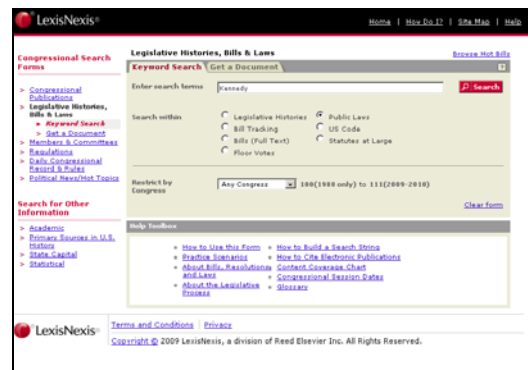 LexisNexis®
Home | How Do I? | Site Map | Help
Congressional Search Forms
> Congressional Publications
> Legislative Histories, Bills & Laws
> Keyword Search
> Get a Document
> Members & Committees
> Regulations
> Daily Congressional Record & Rules
> Political News/Hot Topics
Search for Other Information
> Academic
> Primary Sources in U.S. History
> State Capital
> Statistical
Legislative Histories, Bills & Laws
Browse Hot Bills
Keyword Search Get a Document ?
Enter search terms Kennedy Search
Search within
Legislative Histories Public Laws
Bill Tracking US Code
Bills (Full Text) Statutes at Large
Floor Votes
Restrict by Congress Any Congress 100(1988 only) to 111(2009-2010)
Clear form
Help Toolbox
How to Use this Form
Practice Scenarios
About Bills, Resolutions and Laws
About the Legislative Process
How to Build a Search String
How to Cite Electronic Publications
Content Coverage Chart
Congressional Session Dates
Glossary
LexisNexis®
Terms and Conditions | Privacy
Copyright © 2009 LexisNexis, a division of Reed Elsevier Inc. All Rights Reserved.